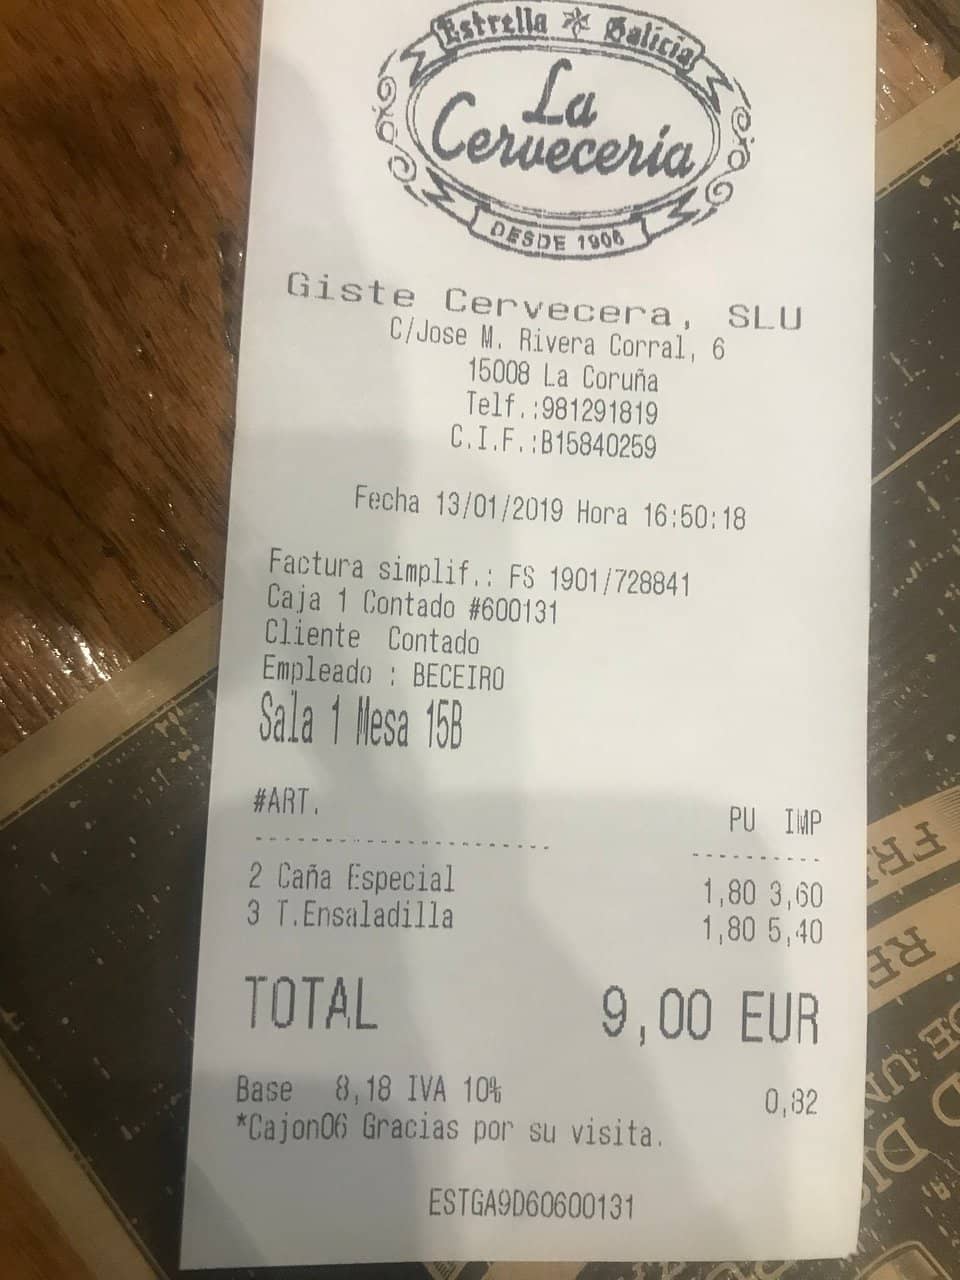 Estrella Galicia
La
Cervecería
DESDE 1906
Giste Cervecera, SLU
C/Jose M. Rivera Corral, 6
15008 La Coruña
Telf.:981291819
C.I.F.:B15840259
Fecha 13/01/2019 Hora 16:50:18
Factura simplif.: FS 1901/728841
Caja 1 Contado #600131
Cliente Contado
Empleado : BECEIRO
Sala 1 Mesa 15B
#ART. PU IMP
2 Caña Especial 1,80 3,60
3 T.Ensaladilla 1,80 5,40
TOTAL 9,00 EUR
Base 8,18 IVA 10% 0,82
*Cajon06 Gracias por su visita.
ESTGA9D60600131